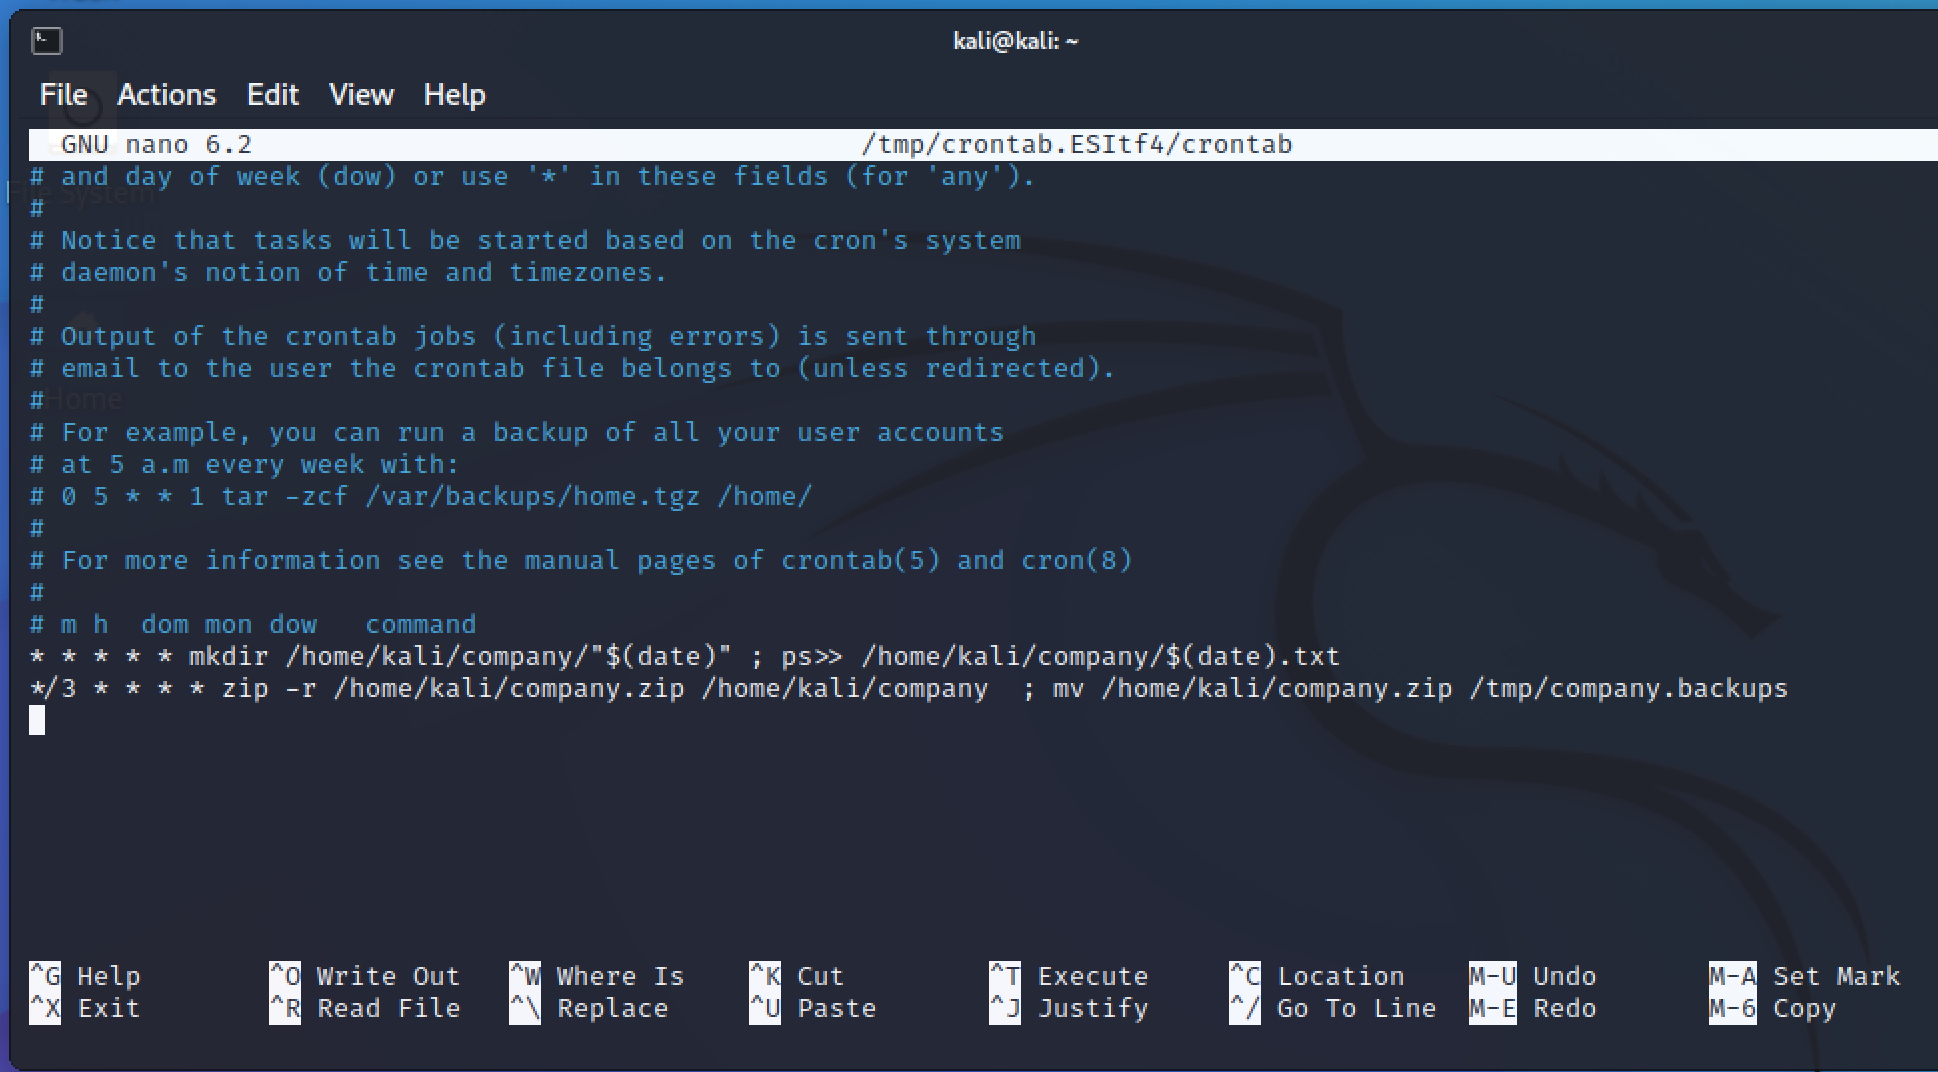 kali@kali: ~
File Actions Edit View Help
GNU nano 6.2 /tmp/crontab.ESItf4/crontab
# and day of week (dow) or use '*' in these fields (for 'any').
File System
#
# Notice that tasks will be started based on the cron's system
# daemon's notion of time and timezones.
#
# Output of the crontab jobs (including errors) is sent through
# email to the user the crontab file belongs to (unless redirected).
#
Home
# For example, you can run a backup of all your user accounts
# at 5 a.m every week with:
# 0 5 * * 1 tar -zcf /var/backups/home.tgz /home/
#
# For more information see the manual pages of crontab(5) and cron(8)
#
# m h  dom mon dow   command
* * * * * mkdir /home/kali/company/"$(date)" ; ps>> /home/kali/company/$(date).txt
*/3 * * * * zip -r /home/kali/company.zip /home/kali/company  ; mv /home/kali/company.zip /tmp/company.backups
^G Help ^O Write Out ^W Where Is ^K Cut ^T Execute ^C Location M-U Undo M-A Set Mark
^X Exit ^R Read File ^\ Replace ^U Paste ^J Justify ^/ Go To Line M-E Redo M-6 Copy